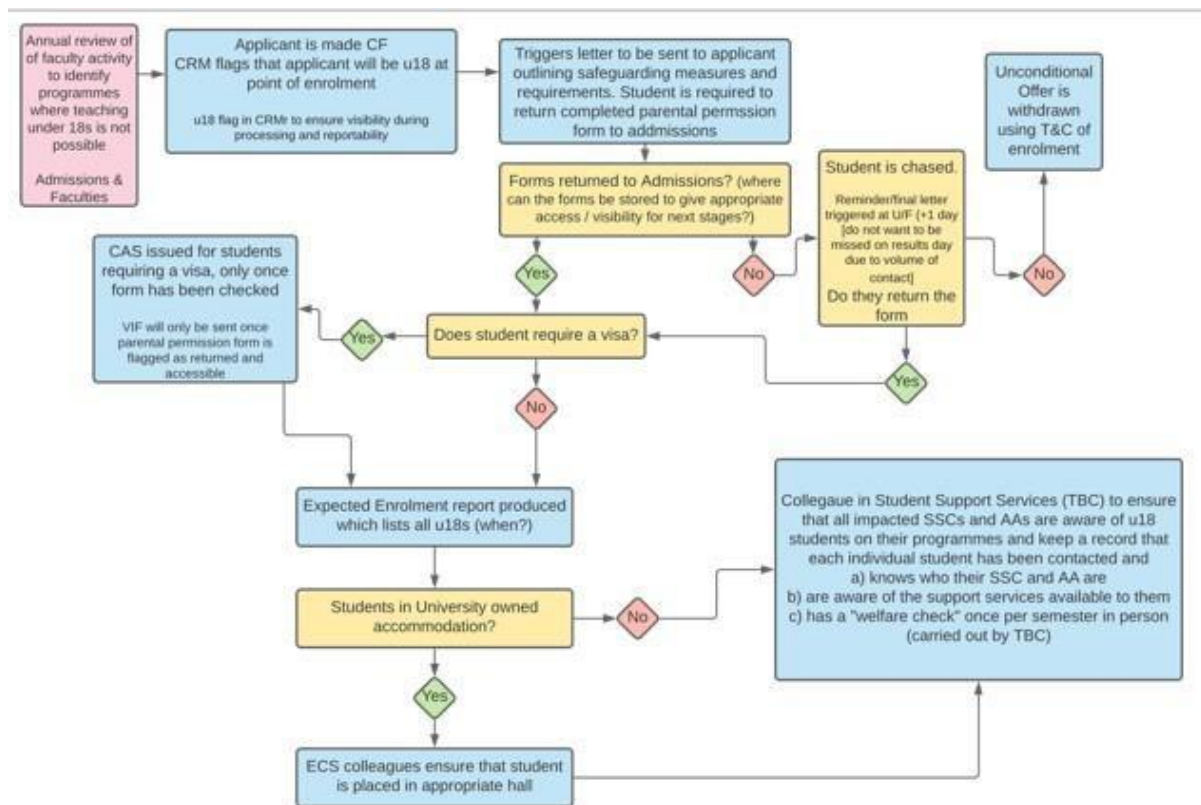 Annual review of
of faculty activity
to identify
programmes
where teaching
under 18s is not
possible
Admissions &
Faculties
Applicant is made CF
CRM flags that applicant will be u18 at
point of enrolment
u18 flag in CRMr to ensure visibility during
processing and reportability
Triggers letter to be sent to applicant
outlining safeguarding measures and
requirements. Student is required to
return completed parental permssion
form to addmissions
Unconditional
Offer is
withdrawn
using T&C of
enrolment
Forms returned to Admissions? (where
can the forms be stored to give appropriate
access / visibility for next stages?)
Student is chased.
Reminder/final letter
triggered at U/F (+1 day
[do not want to be
missed on results day
due to volume of
contact]
Do they return the
form
No
No
Yes
Yes
CAS issued for students
requiring a visa, only once
form has been checked
VIF will only be sent once
parental permission form is
flagged as returned and
accessible
Does student require a visa?
Yes
No
Expected Enrolment report produced
which lists all u18s (when?)
Students in University owned
accommodation?
No
Yes
Collegaue in Student Support Services (TBC) to ensure
that all impacted SSCs and AAs are aware of u18
students on their programmes and keep a record that
each individual student has been contacted and
a) knows who their SSC and AA are
b) are aware of the support services available to them
c) has a "welfare check" once per semester in person
(carried out by TBC)
ECS colleagues ensure that student
is placed in appropriate hall